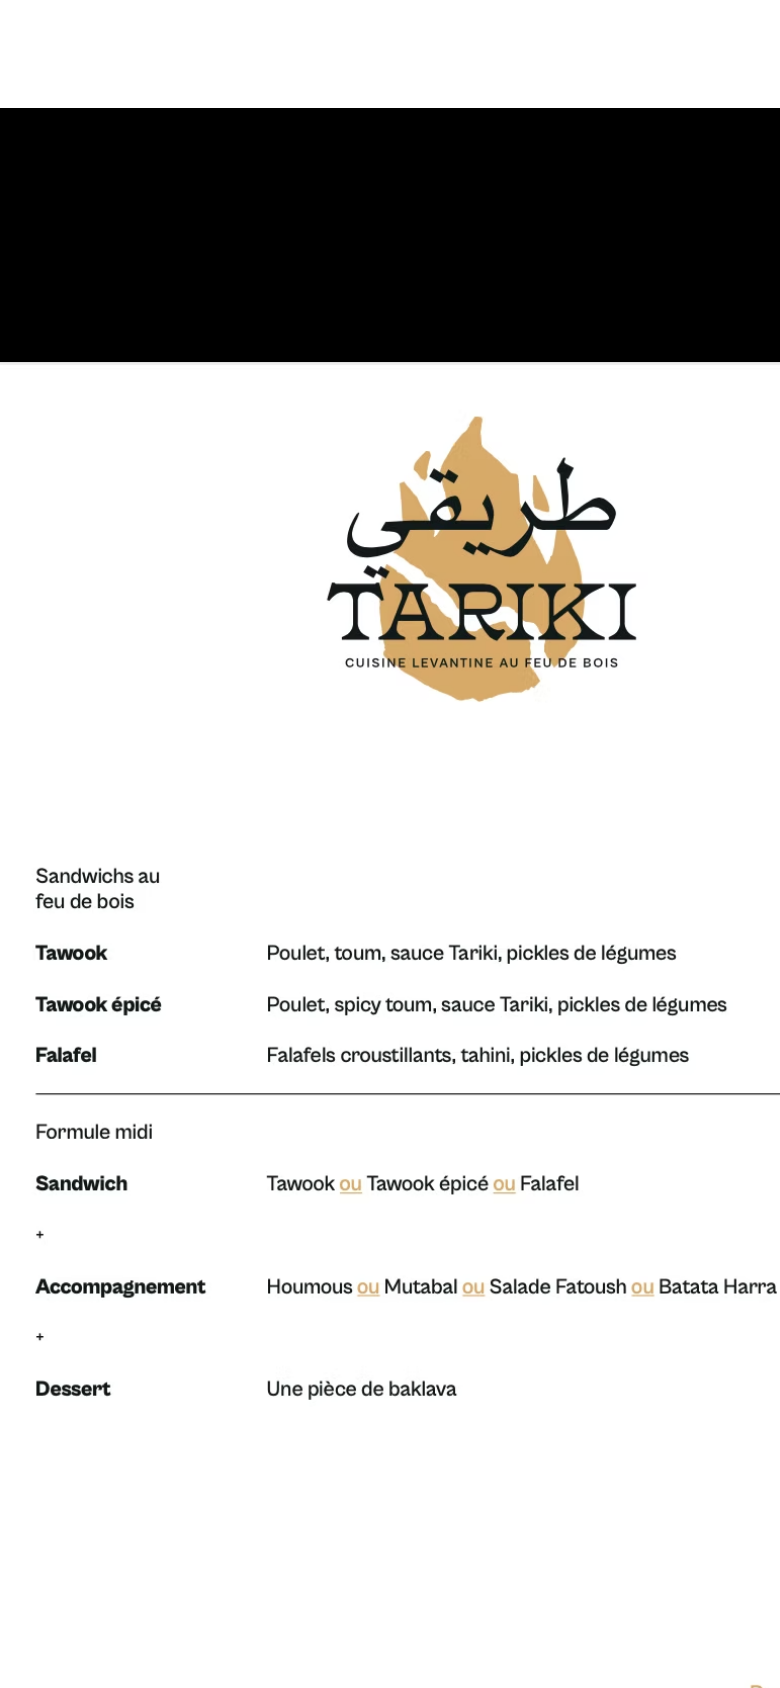 طريقي
TARIKI
CUISINE LEVANTINE AU FEU DE BOIS
Sandwichs au
feu de bois
Tawook Poulet, toum, sauce Tariki, pickles de légumes
Tawook épicé Poulet, spicy toum, sauce Tariki, pickles de légumes
Falafel Falafels croustillants, tahini, pickles de légumes
Formule midi
Sandwich Tawook ou Tawook épicé ou Falafel
+
Accompagnement Houmous ou Mutabal ou Salade Fatoush ou Batata Harra
+
Dessert Une pièce de baklava